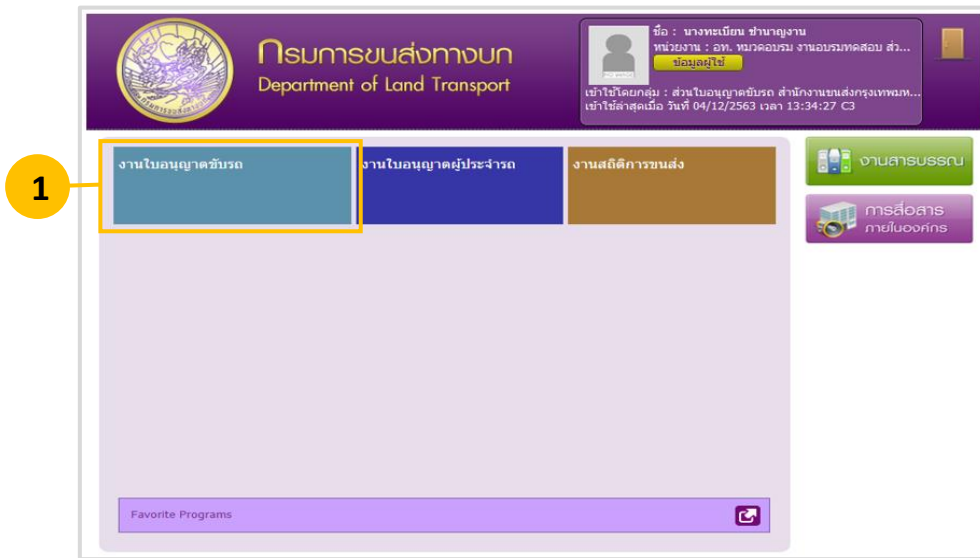 กรมการขนส่งทางบก
Department of Land Transport
ชื่อ : นางทะเบียน ชำนาญงาน
หน่วยงาน : อท. หมวดอบรม งานอบรมทดสอบ ส่ว...
ข้อมูลผู้ใช้
เข้าใช้โดยกลุ่ม : ส่วนใบอนุญาตขับรถ สำนักงานขนส่งกรุงเทพมห...
เข้าใช้ล่าสุดเมื่อ วันที่ 04/12/2563 เวลา 13:34:27 C3
1
งานใบอนุญาตขับรถ
งานใบอนุญาตผู้ประจำรถ
งานสถิติการขนส่ง
งานสารบรรณ
การสื่อสาร
ภายในองค์กร
Favorite Programs